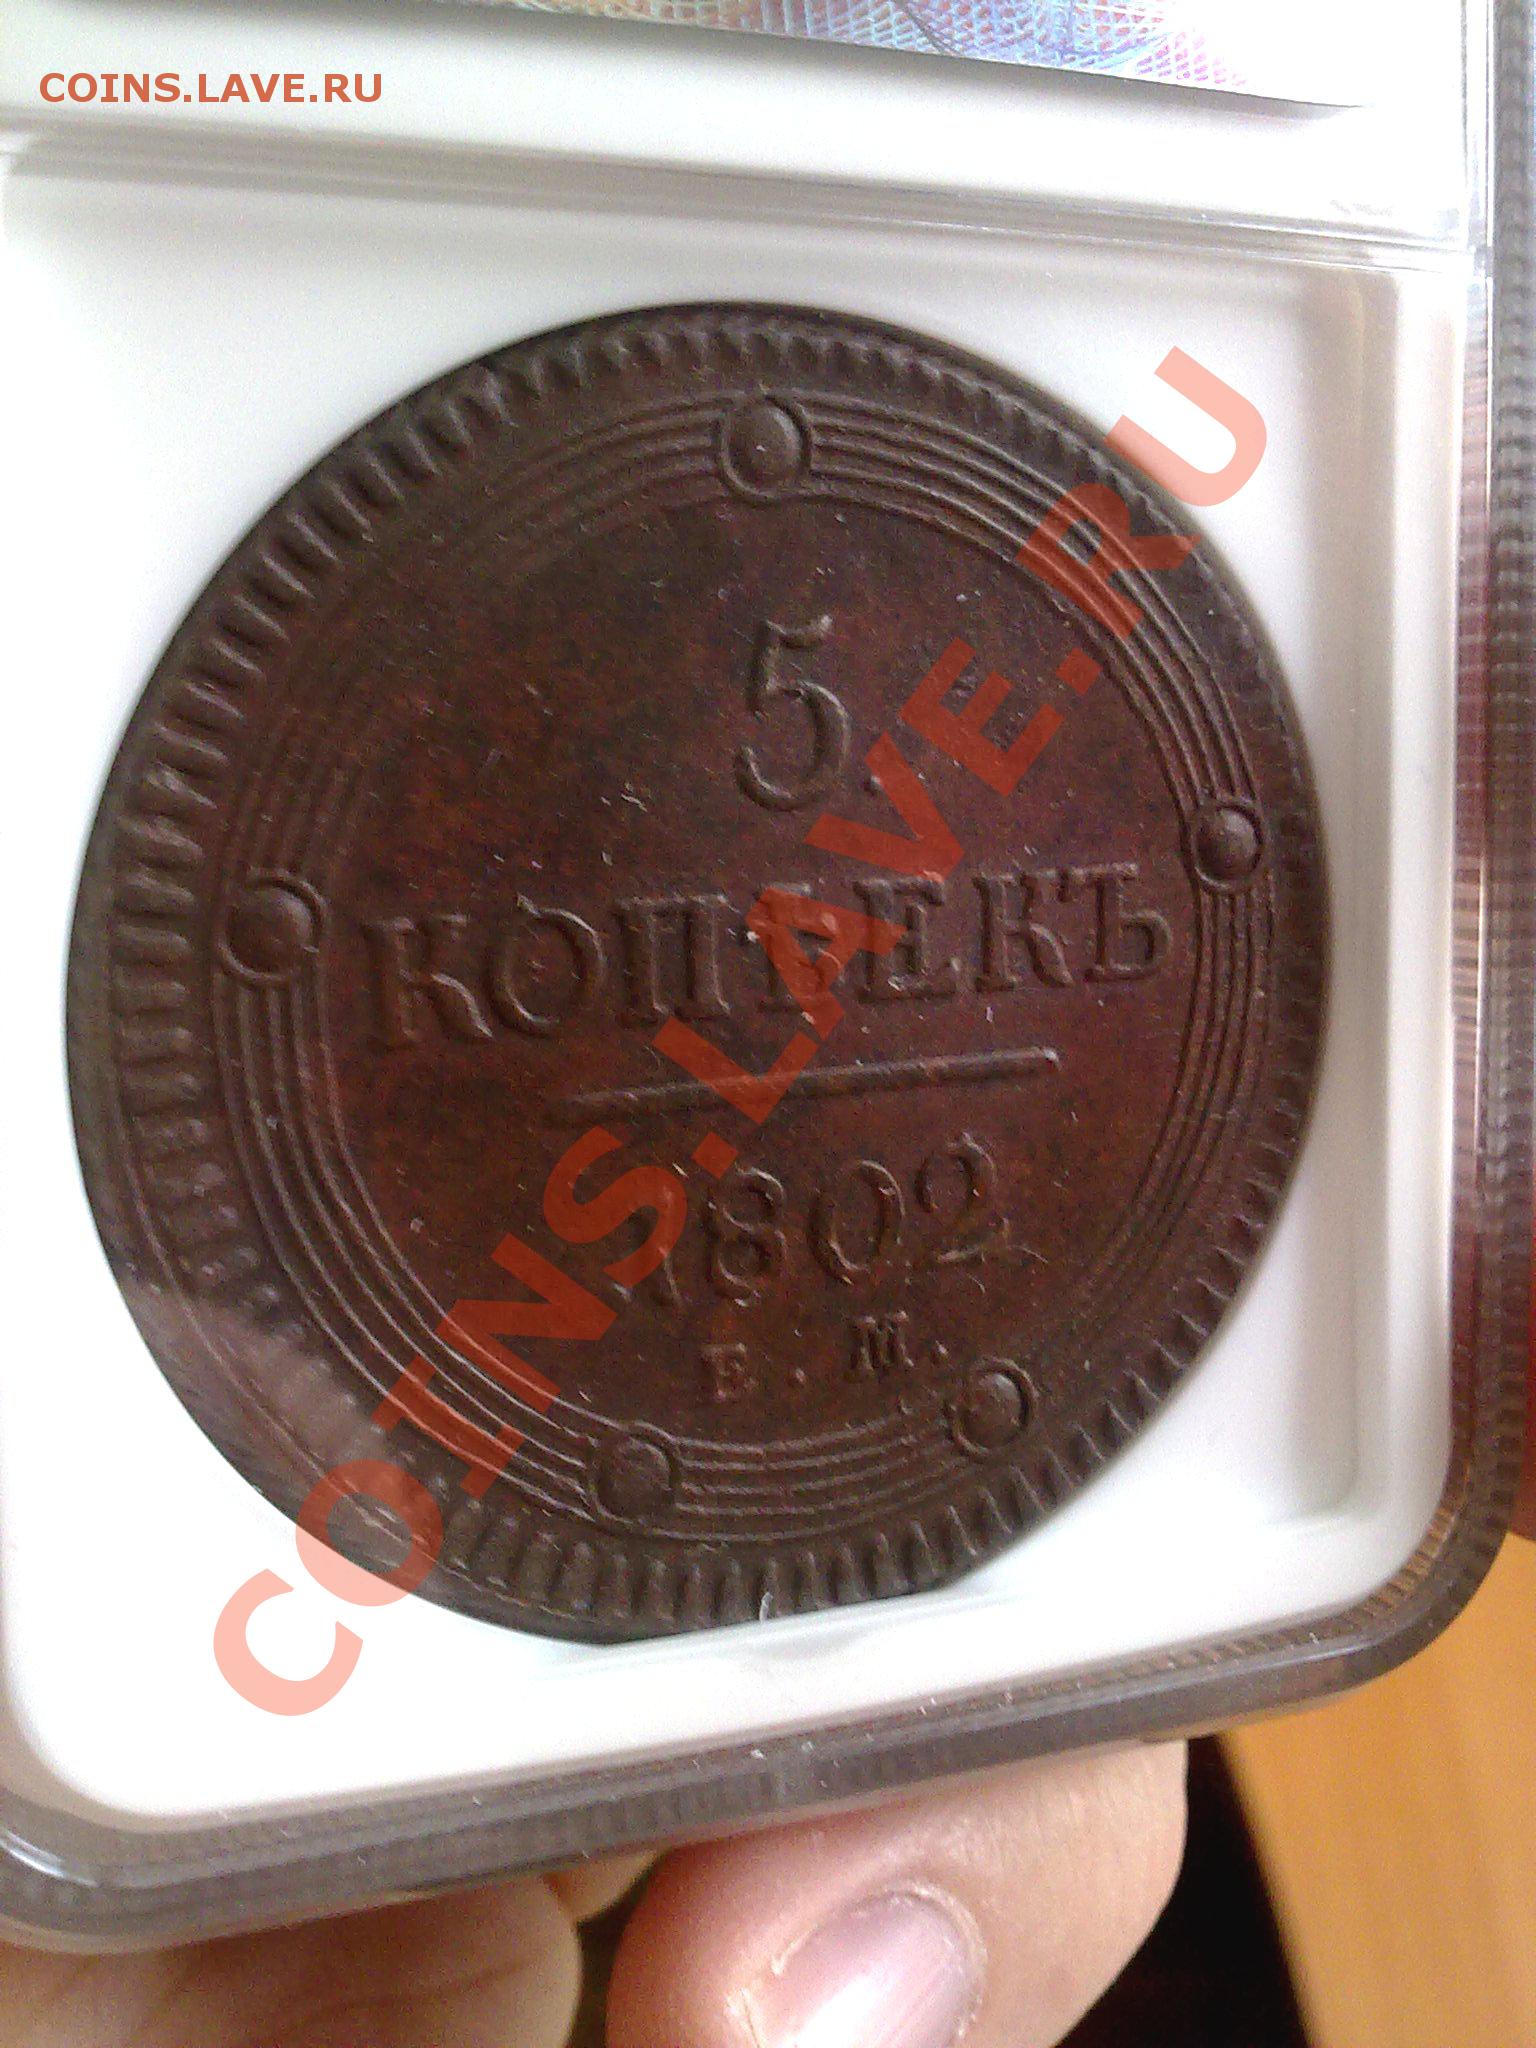 COINS.LAVE.RU
5.
КОПѢЕКЪ
1802
Е. М.
COINS.LAVE.RU